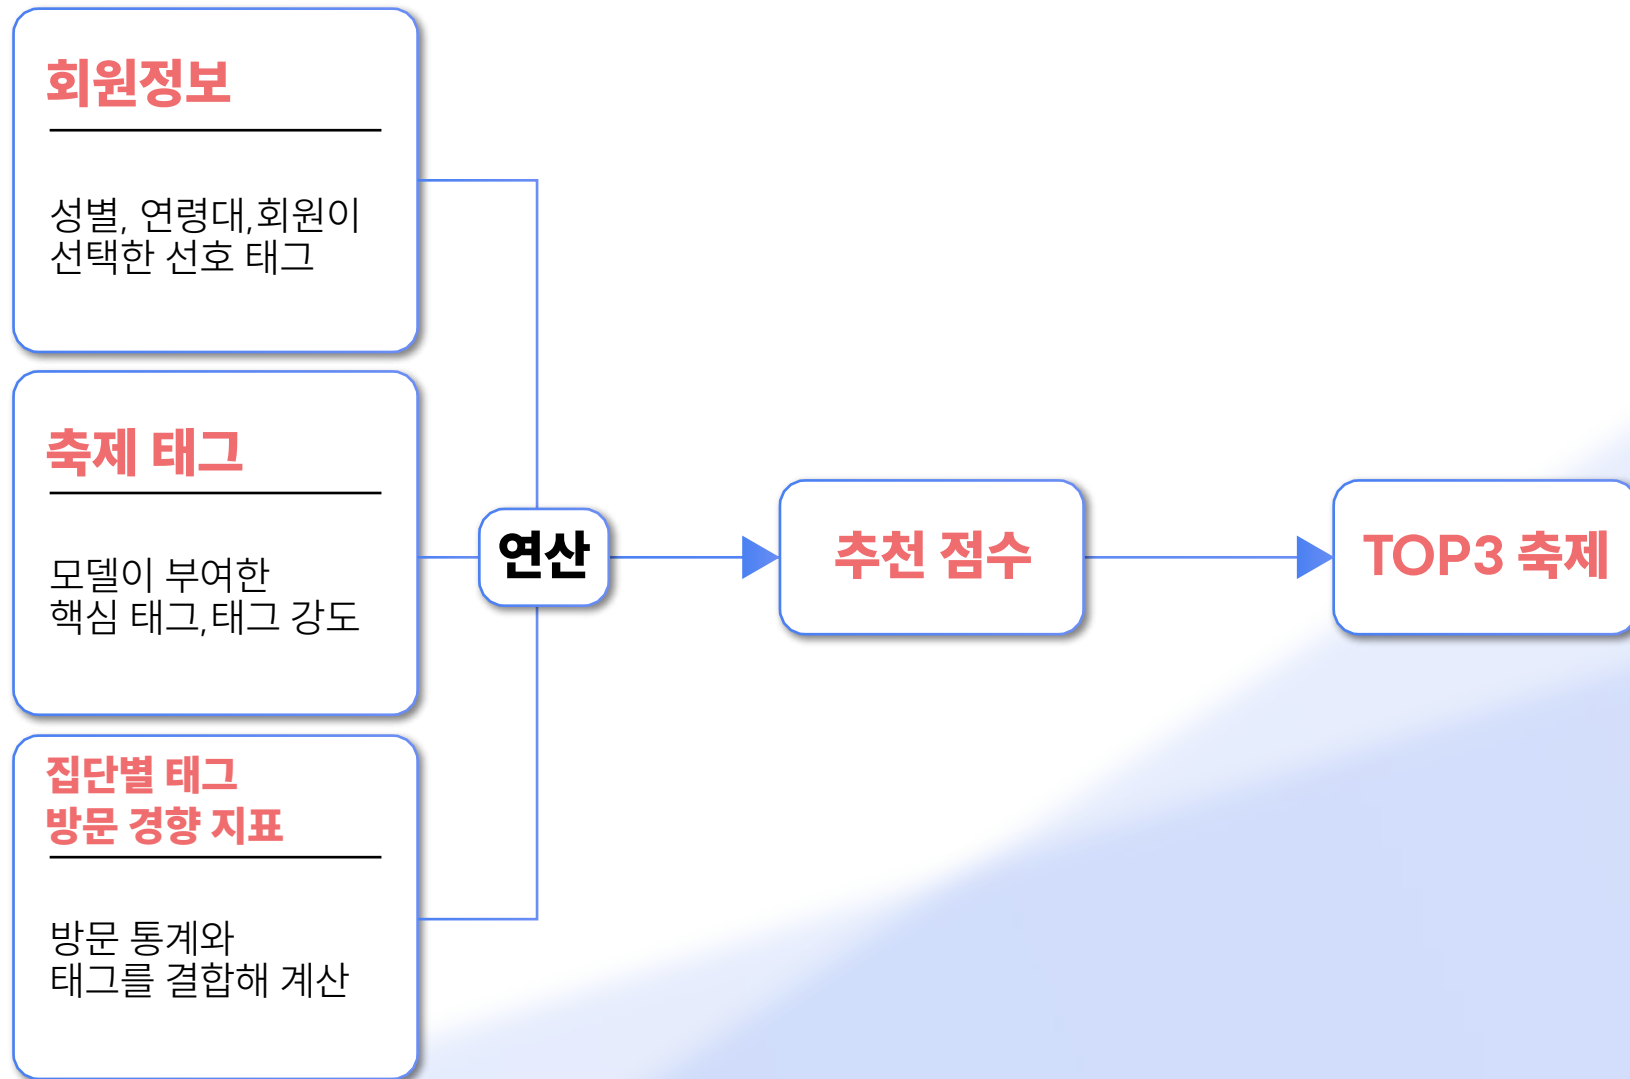 회원정보
성별, 연령대,회원이
선택한 선호 태그
축제 태그
모델이 부여한
핵심 태그,태그 강도
집단별 태그
방문 경향 지표
방문 통계와
태그를 결합해 계산
연산
추천 점수
TOP3 축제